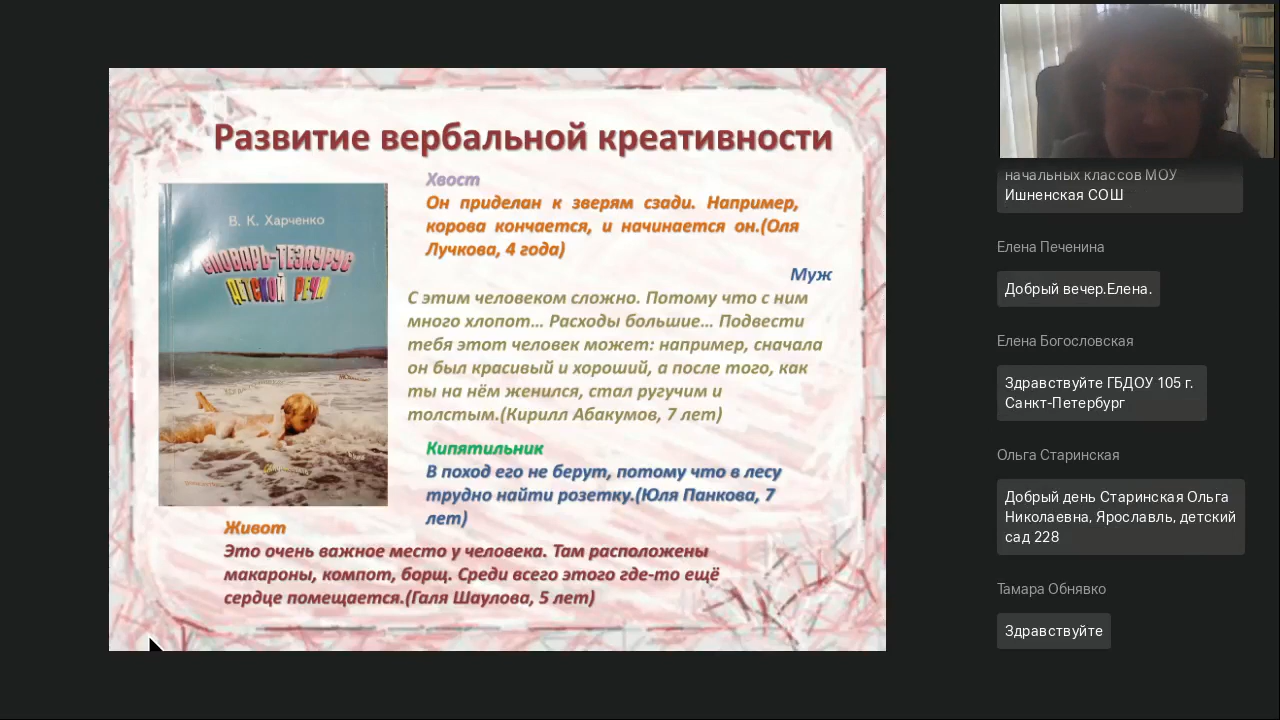 Развитие вербальной креативности
В. К. Харченко
СЛОВАРЬ-ТЕЗАУРУС
ДЕТСКОЙ РЕЧИ
Хвост
Он приделан к зверям сзади. Например,
корова кончается, и начинается он.(Оля
Лучкова, 4 года)
Муж
С этим человеком сложно. Потому что с ним
много хлопот... Расходы большие... Подвести
тебя этот человек может: например, сначала
он был красивый и хороший, а после того, как
ты на нём женился, стал ругучим и
толстым.(Кирилл Абакумов, 7 лет)
Кипятильник
В поход его не берут, потому что в лесу
трудно найти розетку.(Юля Панкова, 7
лет)
Живот
Это очень важное место у человека. Там расположены
макароны, компот, борщ. Среди всего этого где-то ещё
сердце помещается.(Галя Шаулова, 5 лет)
начальных классов МОУ
Ишненская СОШ
Елена Печенина
Добрый вечер.Елена.
Елена Богословская
Здравствуйте ГБДОУ 105 г.
Санкт-Петербург
Ольга Старинская
Добрый день Старинская Ольга
Николаевна, Ярославль, детский
сад 228
Тамара Обнявко
Здравствуйте